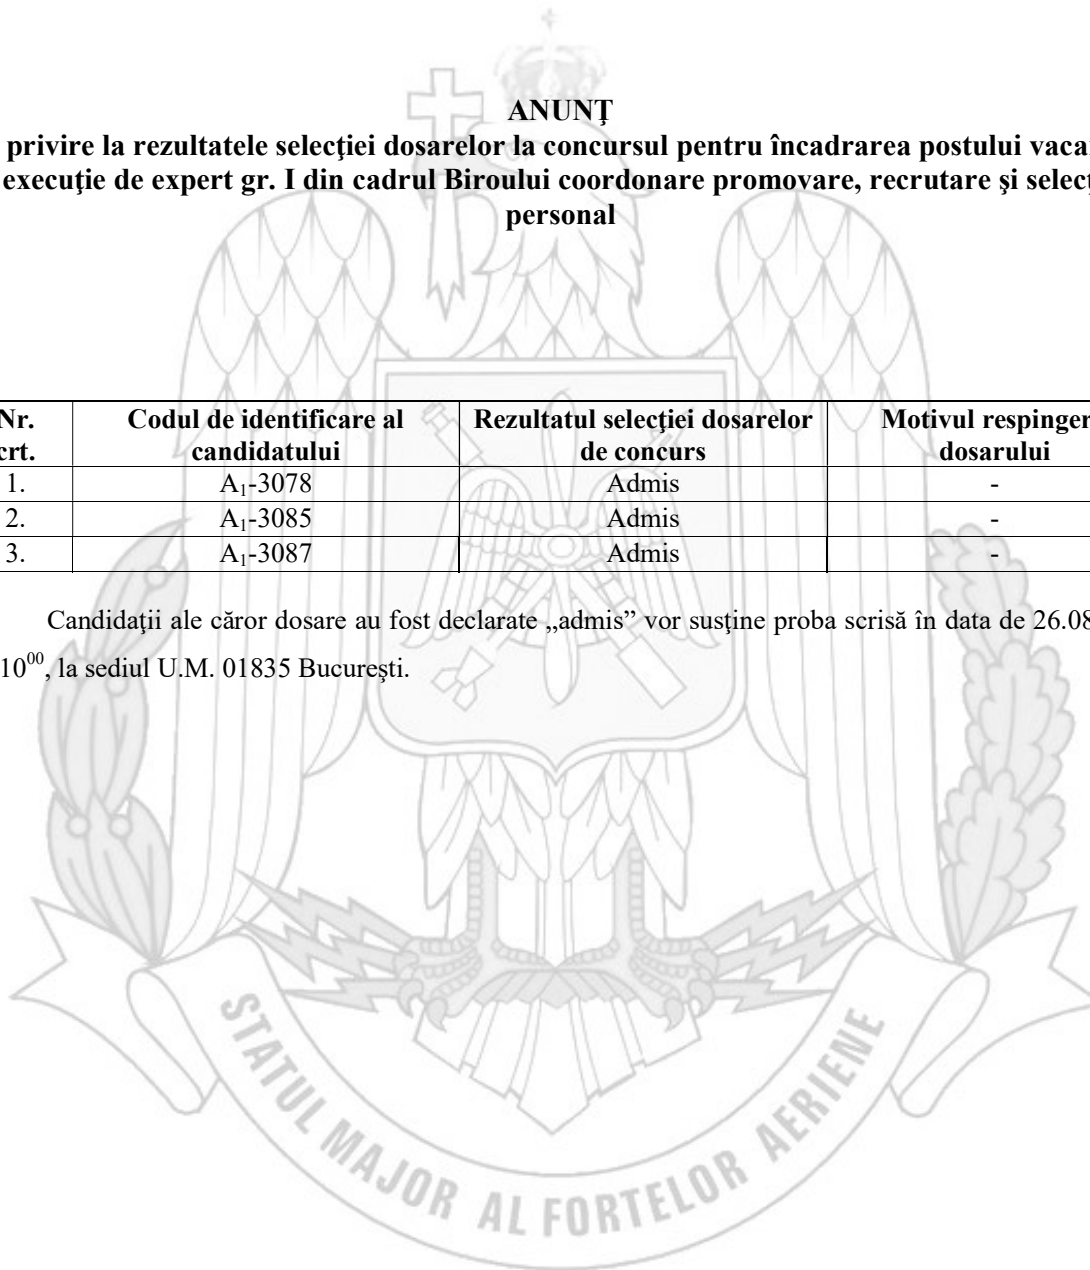 ANUNŢ
privire la rezultatele selecţiei dosarelor la concursul pentru încadrarea postului vaca
execuţie de expert gr. I din cadrul Biroului coordonare promovare, recrutare şi selecţ
personal
Nr. crt. Codul de identificare al candidatului Rezultatul selecţiei dosarelor de concurs Motivul respinger dosarului
1. A₁-3078 Admis -
2. A₁-3085 Admis -
3. A₁-3087 Admis -
Candidaţii ale căror dosare au fost declarate „admis” vor susţine proba scrisă în data de 26.08
10⁰⁰, la sediul U.M. 01835 Bucureşti.
STATUL MAJOR AL FORTELOR AERIENE